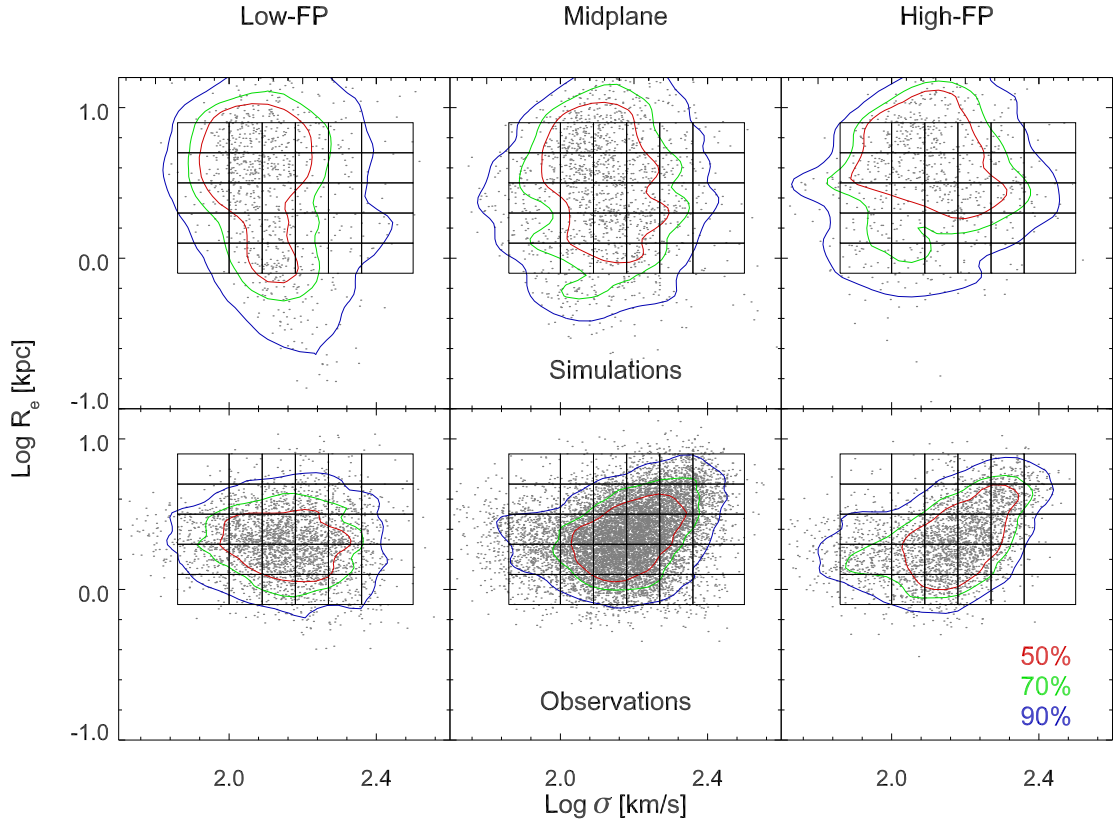 Low-FP Midplane High-FP
1.0
0.0
-1.0
Simulations
Log R_e [kpc]
1.0
0.0
-1.0
Observations
50%
70%
90%
2.0 2.4 2.0 2.4 2.0 2.4
Log σ [km/s]